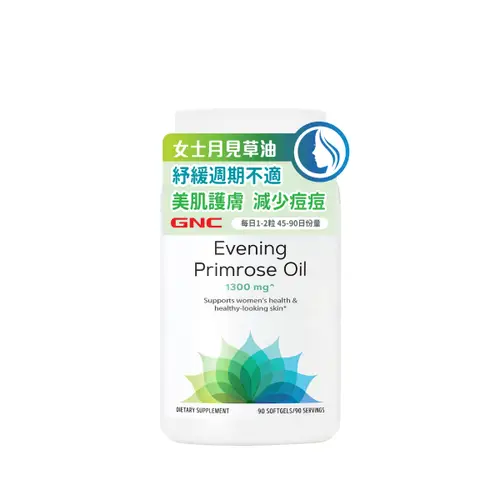 女士月見草油
紓緩週期不適
美肌護膚 減少痘痘
GNC 每日1-2粒 45-90日份量
Evening
Primrose Oil
1300 mg^^
Supports women's health &
healthy-looking skin*
DIETARY SUPPLEMENT 90 SOFTGELS/90 SERVINGS